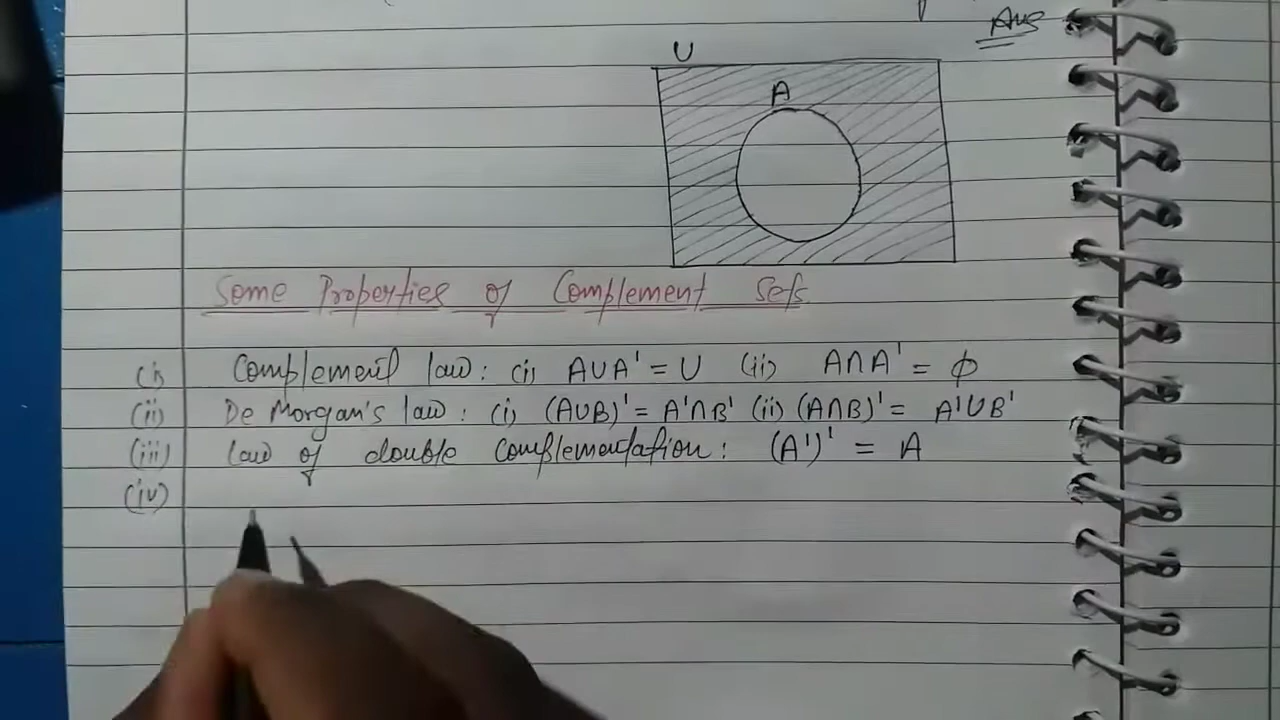 Ans
U
A
Some Properties of Complement Sets
(i) Complement law: (i) A∪A' = U (ii) A∩A' = ϕ
(ii) De Morgan's law: (i) (A∪B)' = A'∩B' (ii) (A∩B)' = A'∪B'
(iii) law of double complementation: (A')' = A
(iv)